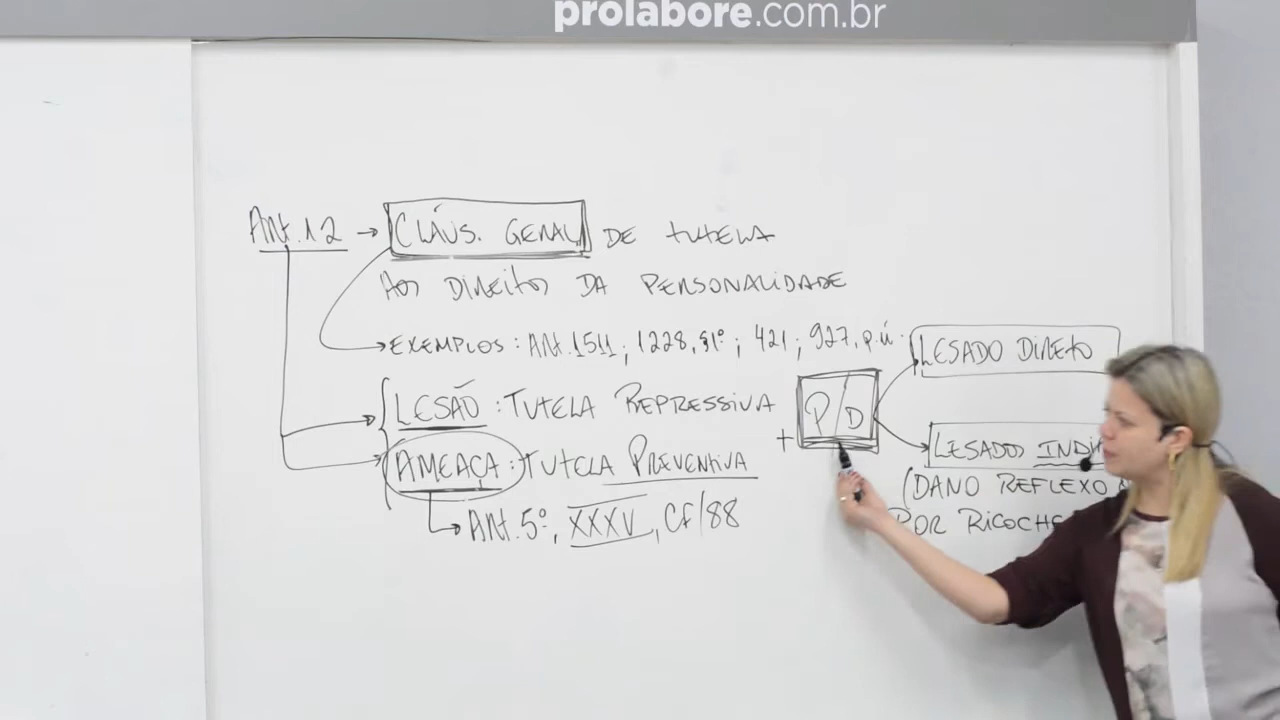 prolabore.com.br
Art. 12 → CLÁUS. GERAL DE TUTELA
AOS DIREITOS DA PERSONALIDADE
EXEMPLOS: ART. 1511; 1228, §1º; 421; 927, p.ú.
LESADO DIRETO
LESÃO: TUTELA REPRESSIVA
+ P/D
LESADOS
AMEAÇA: TUTELA PREVENTIVA
(DANO REFLEXO
Art. 5º, XXXV, CF/88
POR